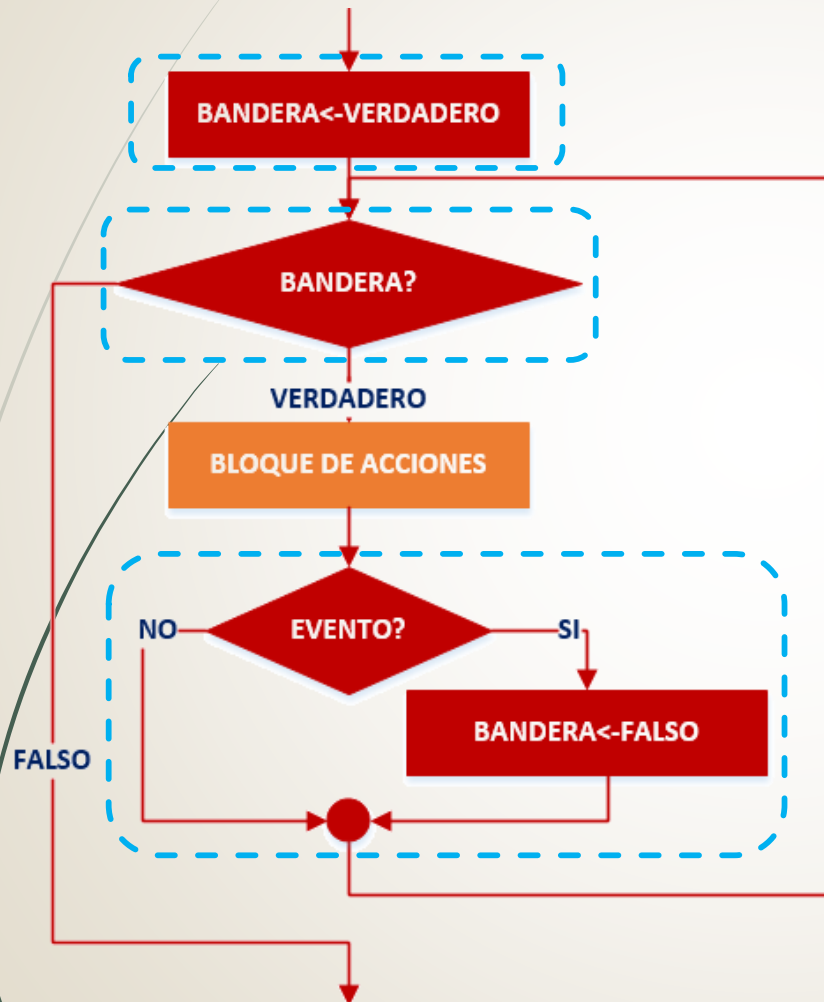 BANDERA<-VERDADERO
BANDERA?
VERDADERO
BLOQUE DE ACCIONES
NO
EVENTO?
SI
BANDERA<-FALSO
FALSO